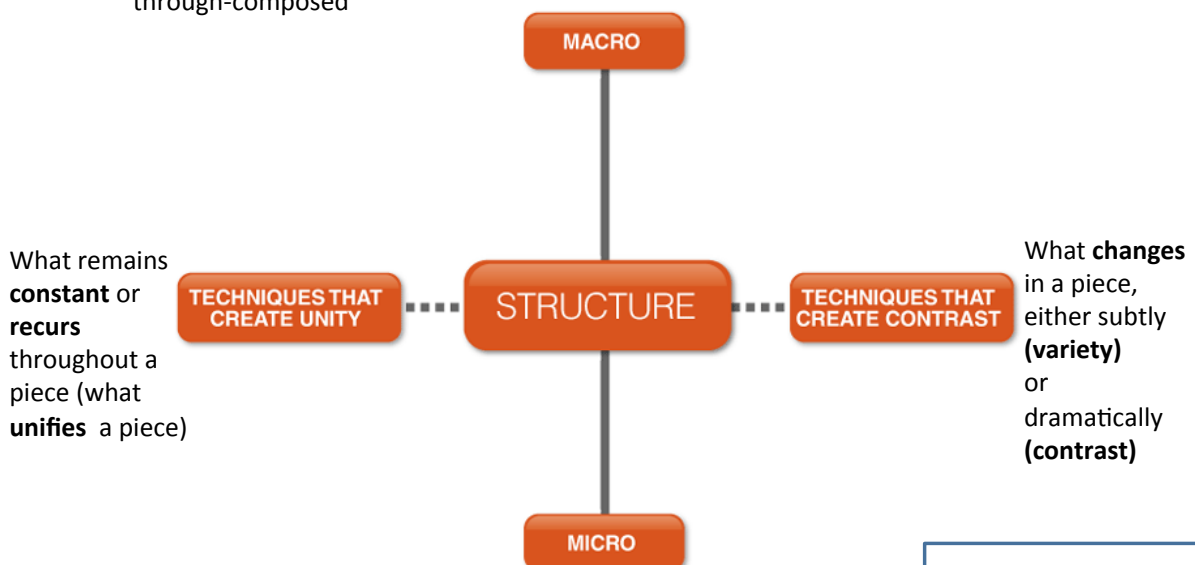 through-composed
MACRO
What remains
constant or
recurs
throughout a
piece (what
unifies a piece)
TECHNIQUES THAT
CREATE UNITY
STRUCTURE
TECHNIQUES THAT
CREATE CONTRAST
What changes
in a piece,
either subtly
(variety)
or
dramatically
(contrast)
MICRO